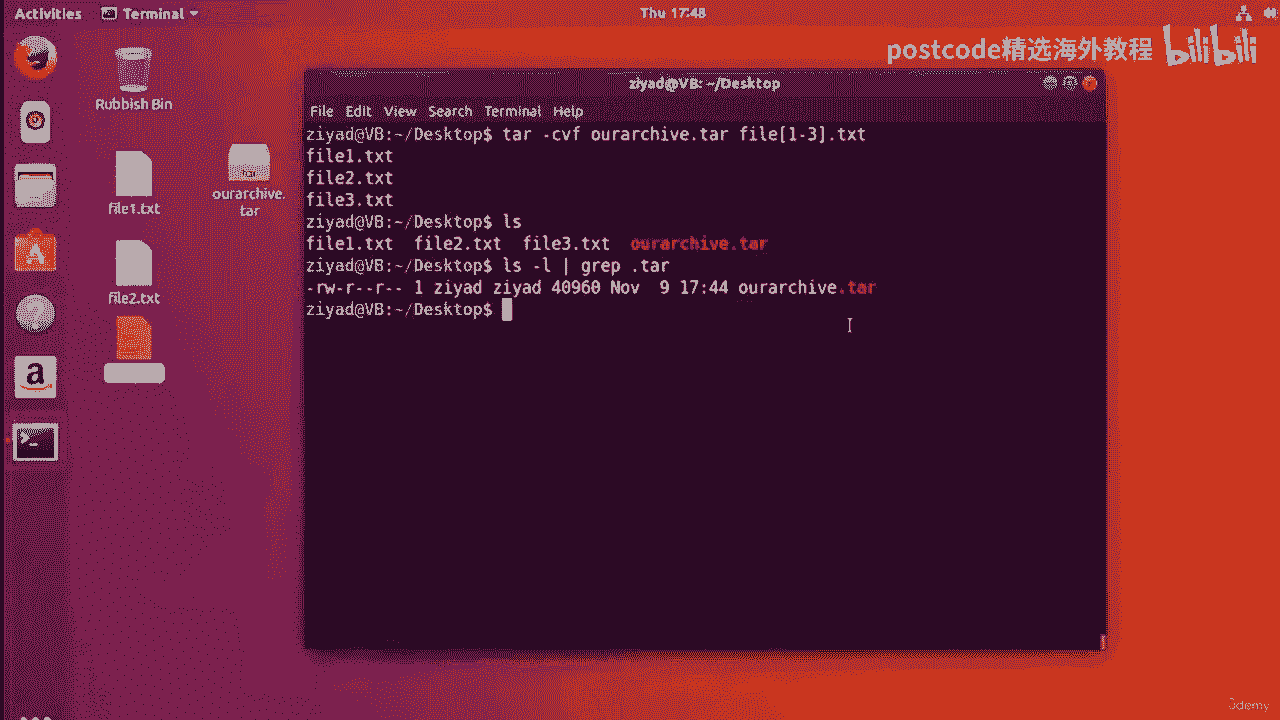 Activities Terminal Thu 17:48
postcode精选海外教程 bilibili
Rubbish Bin
file1.txt
ourarchive.
tar
file2.txt
ziyad@VB: ~/Desktop
File Edit View Search Terminal Help
ziyad@VB:~/Desktop$ tar -cvf ourarchive.tar file[1-3].txt
file1.txt
file2.txt
file3.txt
ziyad@VB:~/Desktop$ ls
file1.txt file2.txt file3.txt ourarchive.tar
ziyad@VB:~/Desktop$ ls -l | grep .tar
-rw-r--r-- 1 ziyad ziyad 40960 Nov 9 17:44 ourarchive.tar
ziyad@VB:~/Desktop$
Udemy